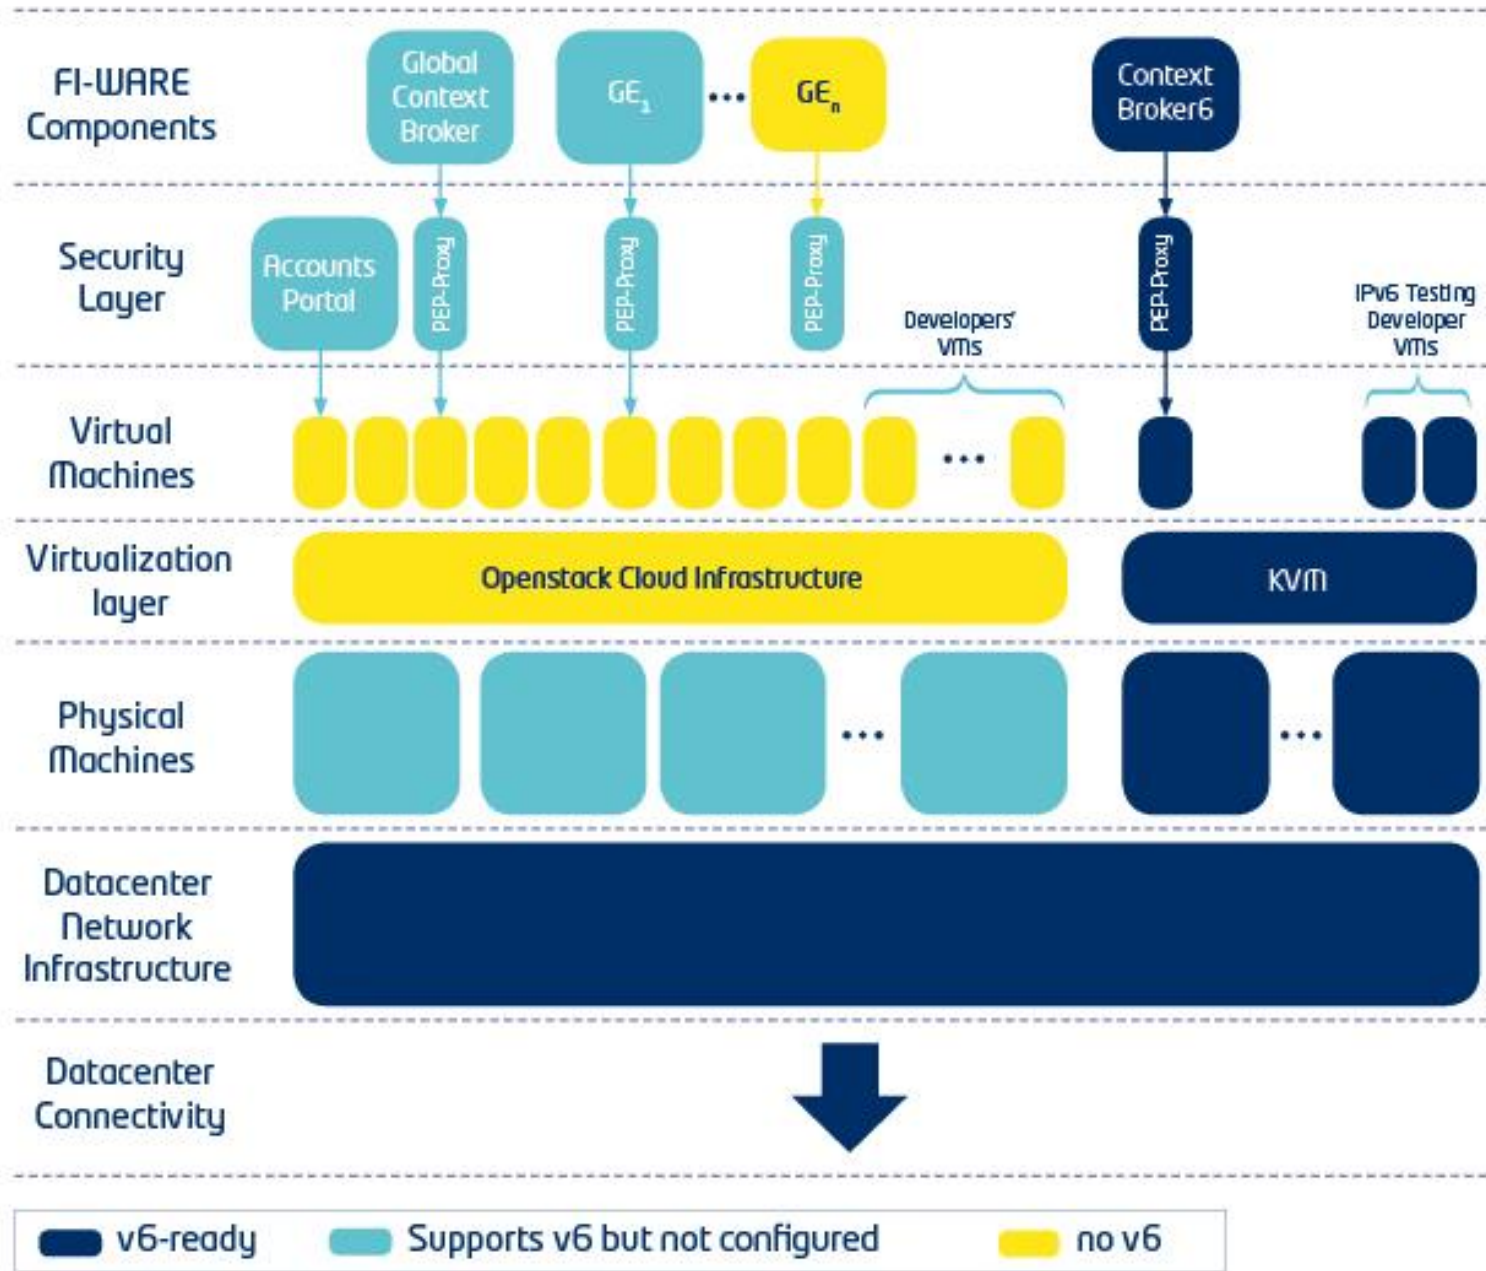 FI-WARE
Components
Global
Context
Broker
GE1
...
GEn
Context
Broker6
Security
Layer
Accounts
Portal
PEP-Proxy
PEP-Proxy
PEP-Proxy
Developers'
VMs
PEP-Proxy
IPv6 Testing
Developer
VMs
Virtual
Machines
...
Virtualization
layer
Openstack Cloud Infrastructure
KVM
Physical
Machines
...
...
Datacenter
Network
Infrastructure
Datacenter
Connectivity
v6-ready
Supports v6 but not configured
no v6